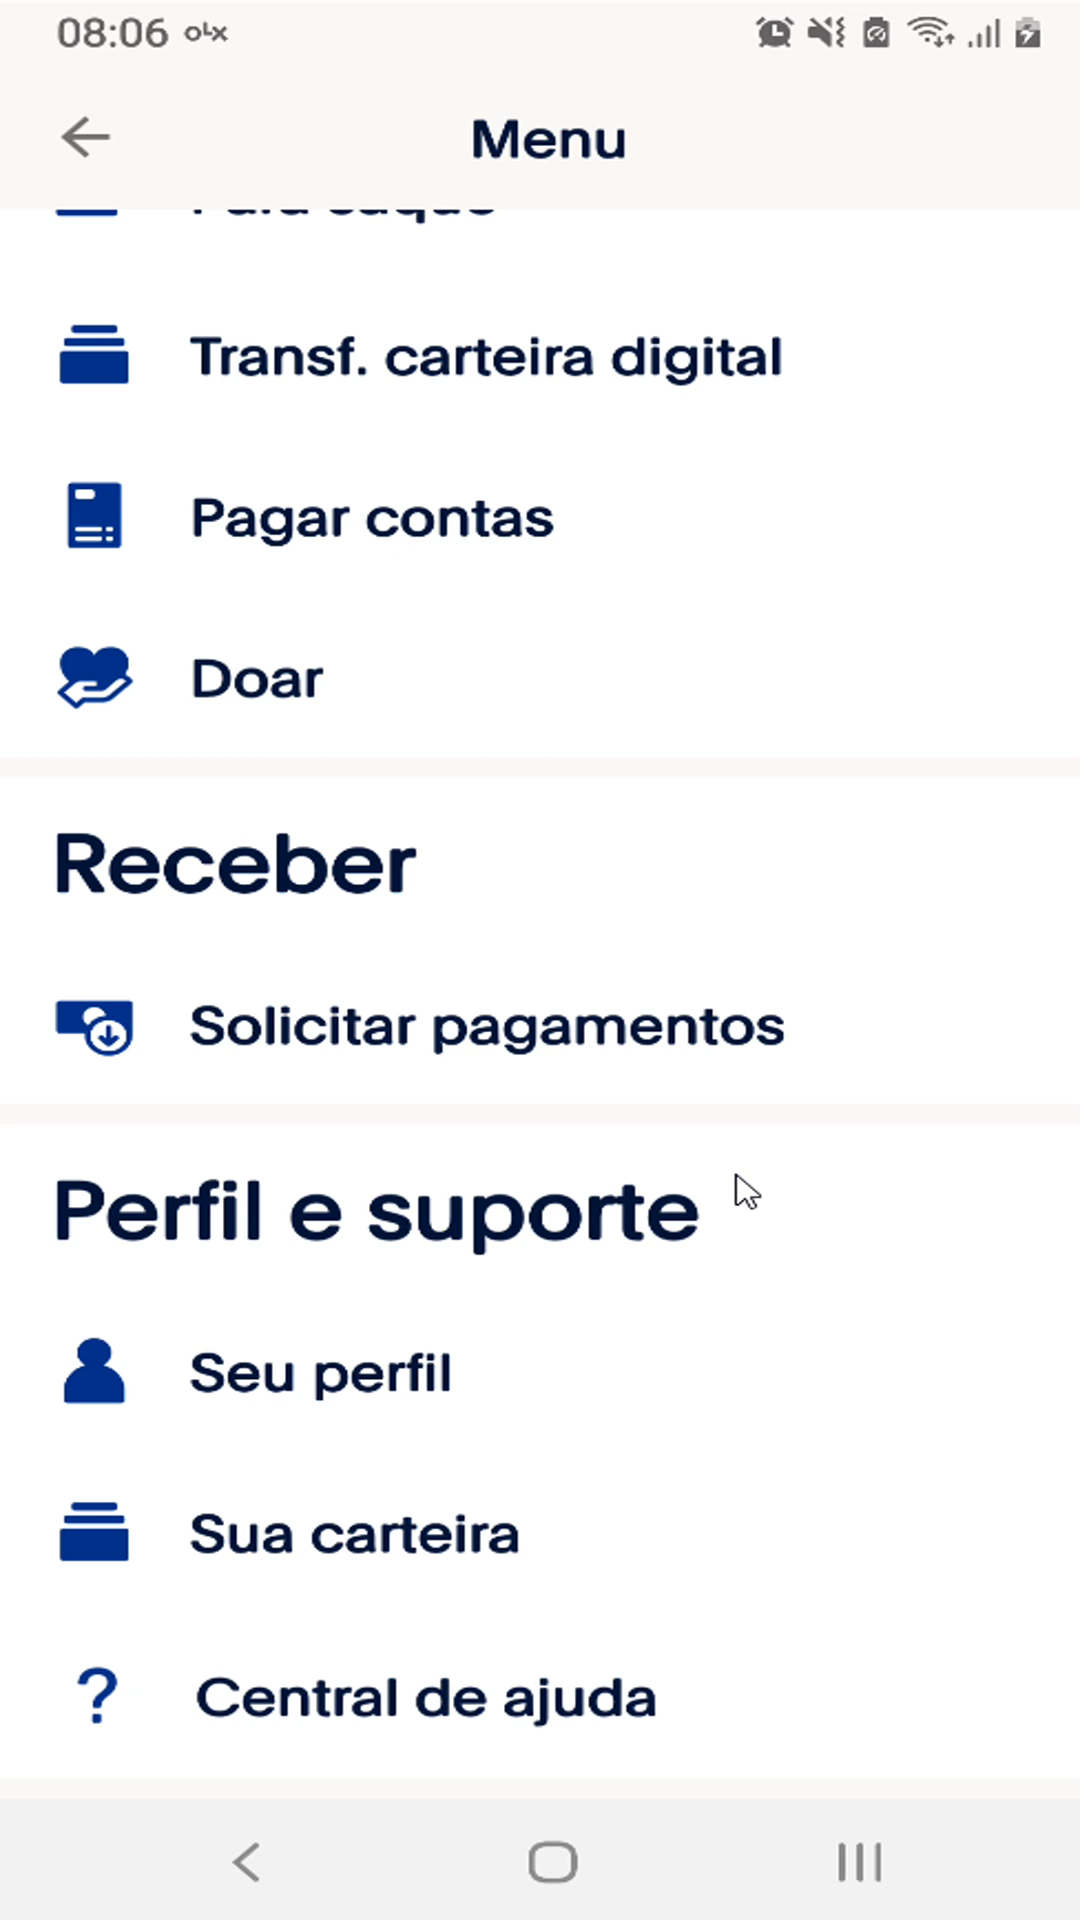 08:06 OLX
Menu
Transf. carteira digital
Pagar contas
Doar
Receber
Solicitar pagamentos
Perfil e suporte
Seu perfil
Sua carteira
? Central de ajuda